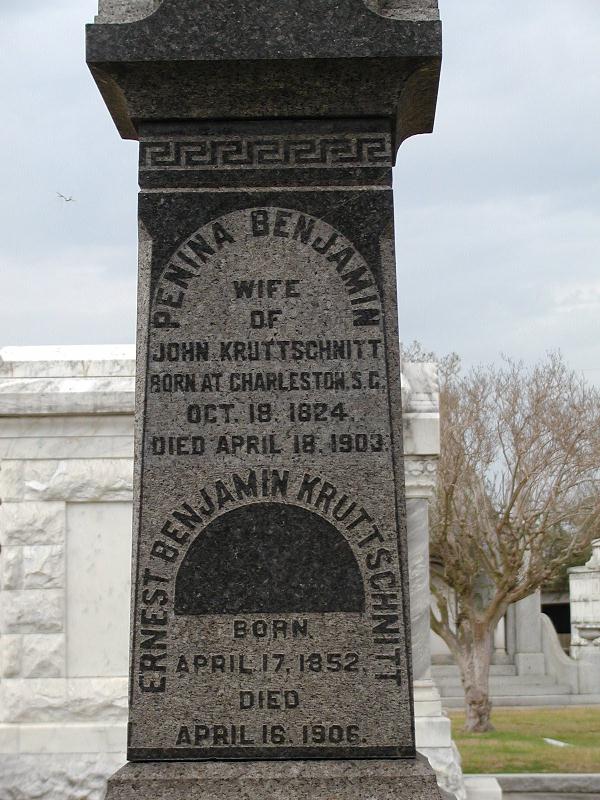 PENINA BENJAMIN
WIFE
OF
JOHN KRUTTSCHNITT
BORN AT CHARLESTON, S.C.
OCT. 18. 1824.
DIED APRIL 18. 1903.
ERNEST BENJAMIN KRUTTSCHNITT
BORN.
APRIL 17, 1852.
DIED
APRIL 16. 1906.